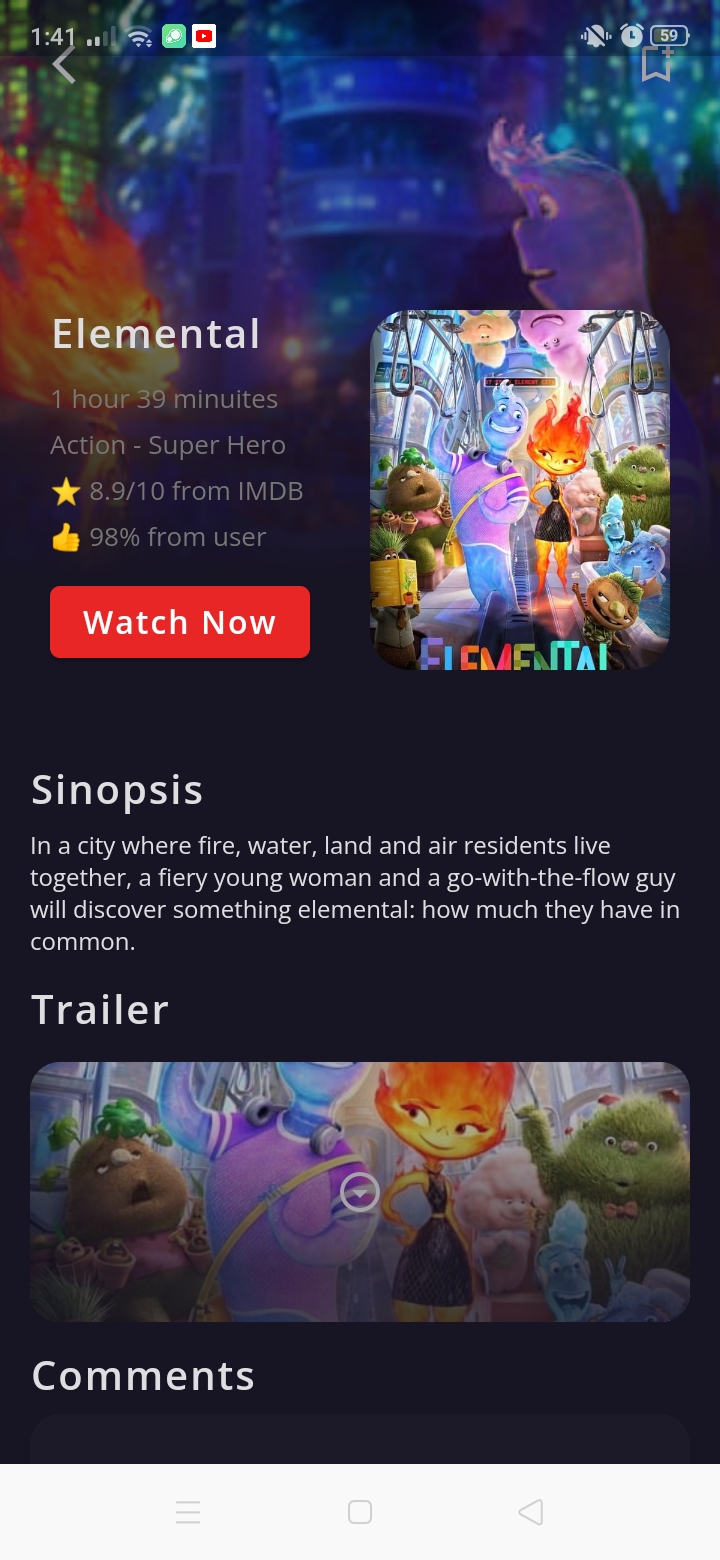 1:41
59
Elemental
1 hour 39 minuites
Action - Super Hero
⭐ 8.9/10 from IMDB
👍 98% from user
Watch Now
ELEMENTAL
Sinopsis
In a city where fire, water, land and air residents live
together, a fiery young woman and a go-with-the-flow guy
will discover something elemental: how much they have in
common.
Trailer
Comments